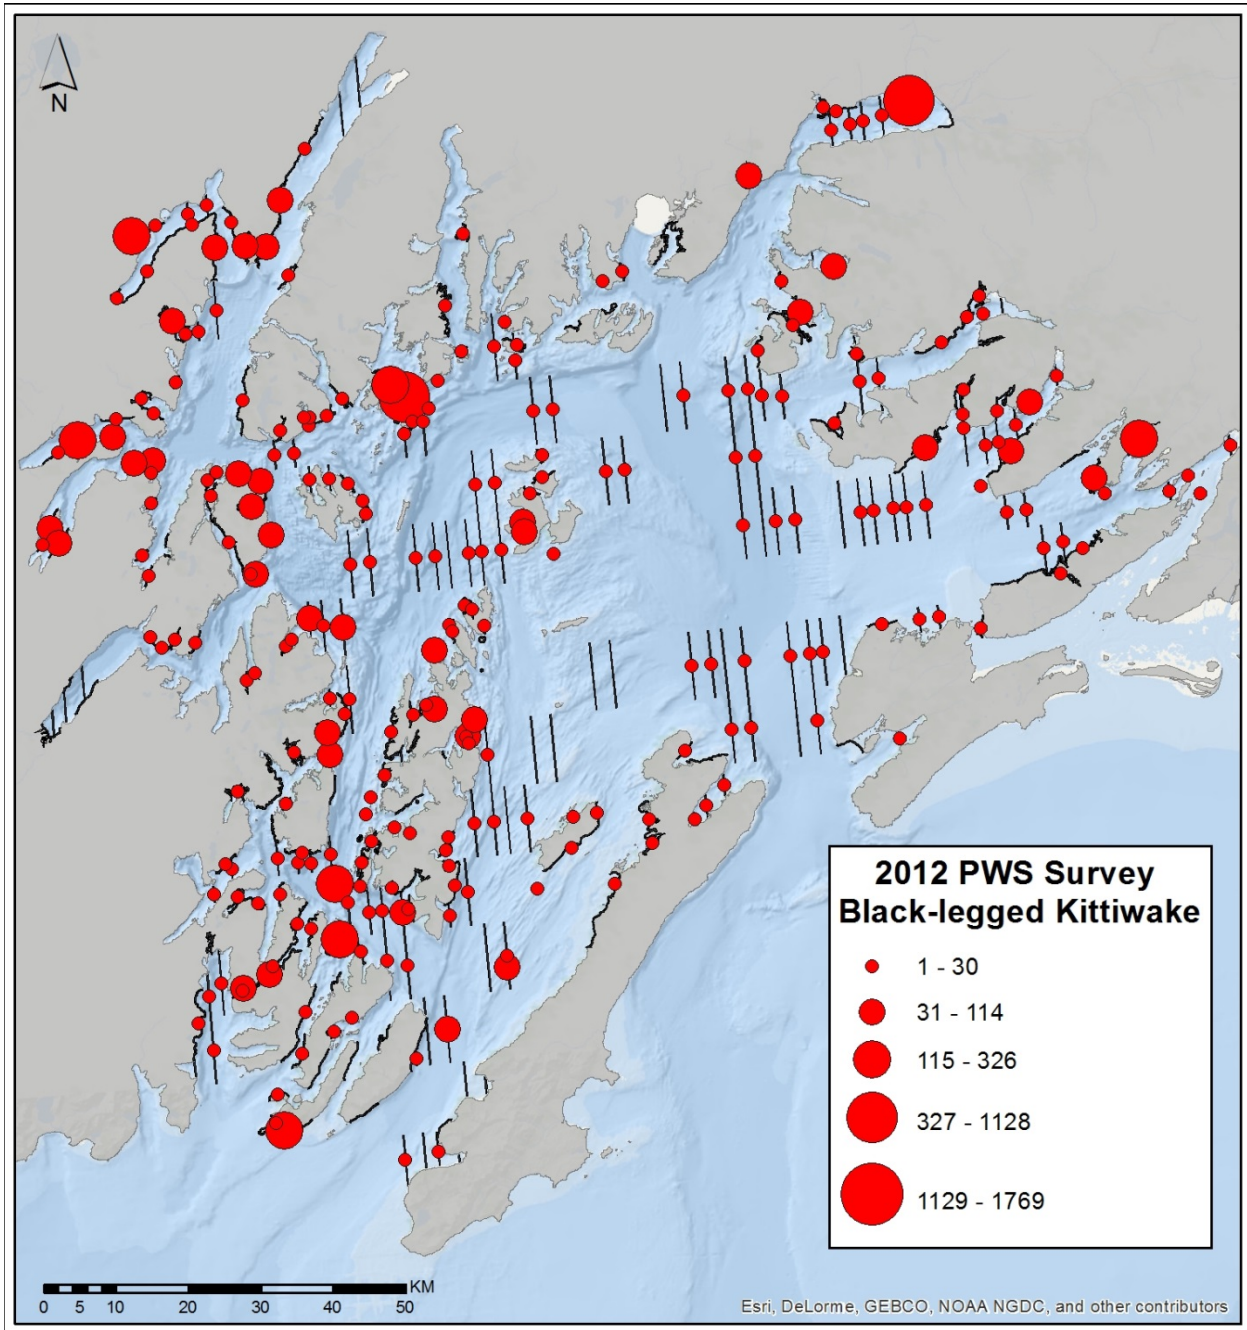 N
2012 PWS Survey
Black-legged Kittiwake
1 - 30
31 - 114
115 - 326
327 - 1128
1129 - 1769
KM
0 5 10 20 30 40 50
Esri, DeLorme, GEBCO, NOAA NGDC, and other contributors